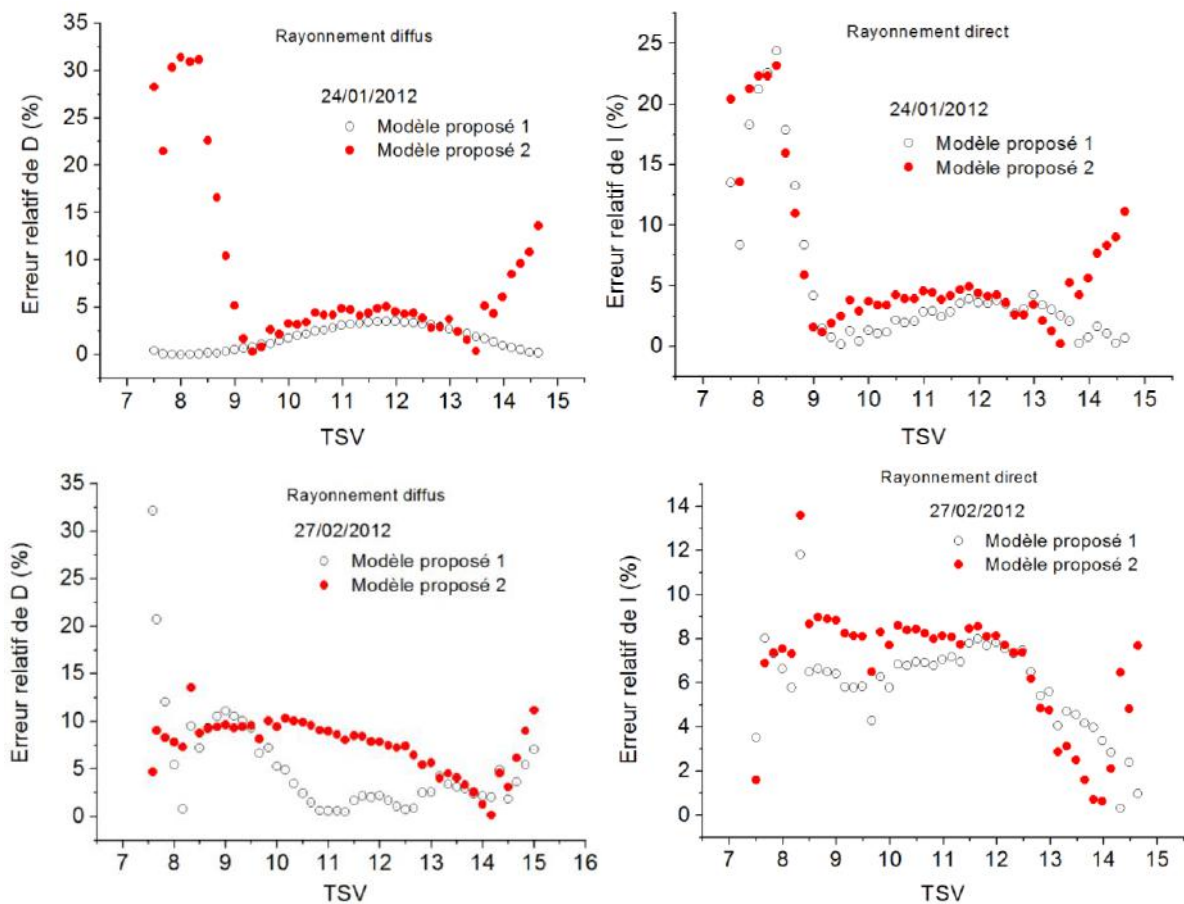 Rayonnement diffus
24/01/2012
Modèle proposé 1
Modèle proposé 2
Erreur relatif de D (%)
35
30
25
20
15
10
5
0
7 8 9 10 11 12 13 14 15
TSV
Rayonnement direct
24/01/2012
Modèle proposé 1
Modèle proposé 2
Erreur relatif de I (%)
25
20
15
10
5
0
7 8 9 10 11 12 13 14 15
TSV
Rayonnement diffus
27/02/2012
Modèle proposé 1
Modèle proposé 2
Erreur relatif de D (%)
35
30
25
20
15
10
5
0
7 8 9 10 11 12 13 14 15 16
TSV
Rayonnement direct
27/02/2012
Modèle proposé 1
Modèle proposé 2
Erreur relatif de I (%)
14
12
10
8
6
4
2
0
7 8 9 10 11 12 13 14 15
TSV